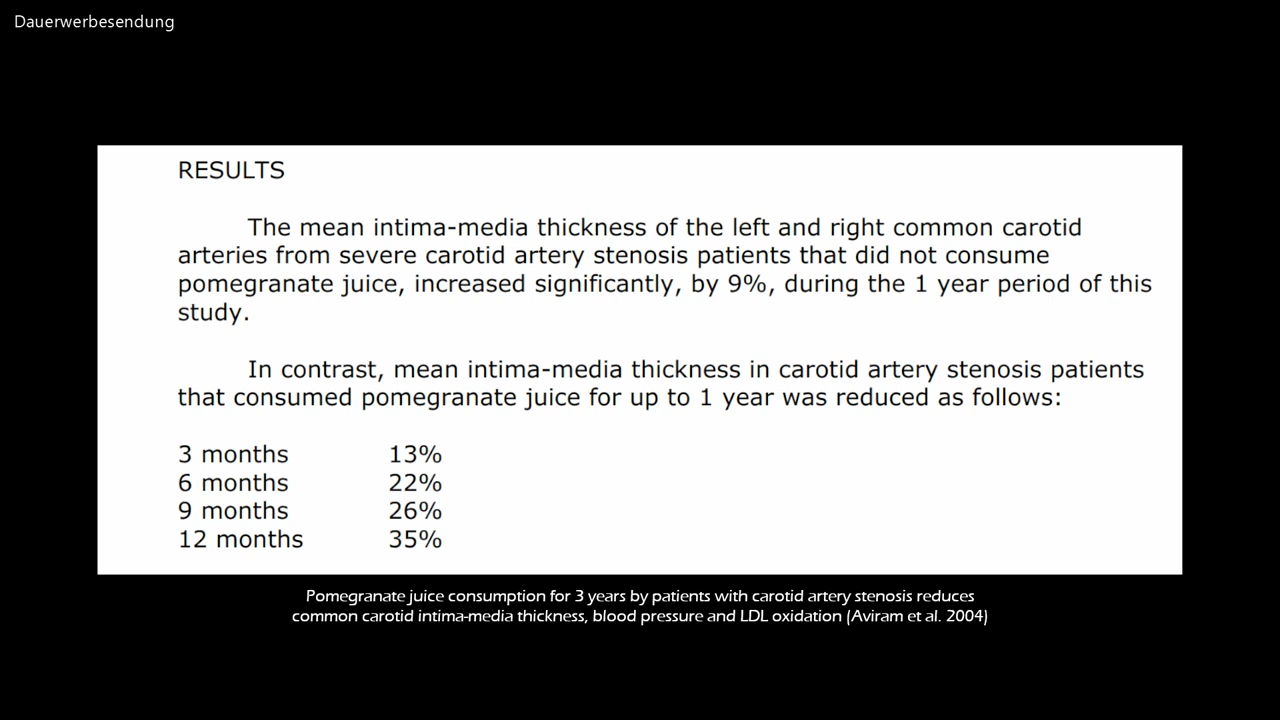 Dauerwerbesendung
RESULTS
The mean intima-media thickness of the left and right common carotid
arteries from severe carotid artery stenosis patients that did not consume
pomegranate juice, increased significantly, by 9%, during the 1 year period of this
study.
In contrast, mean intima-media thickness in carotid artery stenosis patients
that consumed pomegranate juice for up to 1 year was reduced as follows:
3 months 13%
6 months 22%
9 months 26%
12 months 35%
Pomegranate juice consumption for 3 years by patients with carotid artery stenosis reduces
common carotid intima-media thickness, blood pressure and LDL oxidation (Aviram et al. 2004)